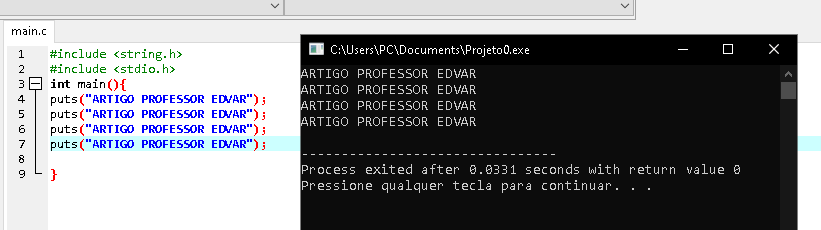 main.c
1 #include <string.h>
2 #include <stdio.h>
3 int main(){
4 puts("ARTIGO PROFESSOR EDVAR");
5 puts("ARTIGO PROFESSOR EDVAR");
6 puts("ARTIGO PROFESSOR EDVAR");
7 puts("ARTIGO PROFESSOR EDVAR");
8
9 }
C:\Users\PC\Documents\Projeto0.exe
ARTIGO PROFESSOR EDVAR
ARTIGO PROFESSOR EDVAR
ARTIGO PROFESSOR EDVAR
ARTIGO PROFESSOR EDVAR
--------------------------------
Process exited after 0.0331 seconds with return value 0
Pressione qualquer tecla para continuar. . .